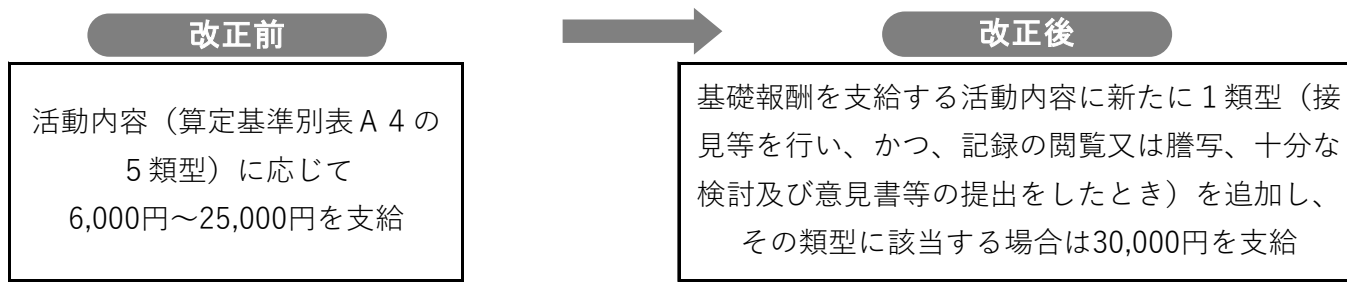 改正前
活動内容（算定基準別表Ａ４の
５類型）に応じて
6,000円～25,000円を支給
改正後
基礎報酬を支給する活動内容に新たに１類型（接
見等を行い、かつ、記録の閲覧又は謄写、十分な
検討及び意見書等の提出をしたとき）を追加し、
その類型に該当する場合は30,000円を支給